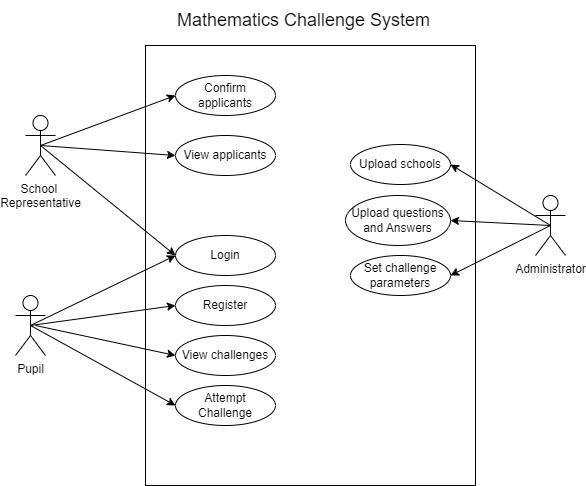 Mathematics Challenge System
Confirm
applicants
View applicants
School
Representative
Upload schools
Upload questions
and Answers
Set challenge
parameters
Administrator
Login
Register
View challenges
Attempt
Challenge
Pupil